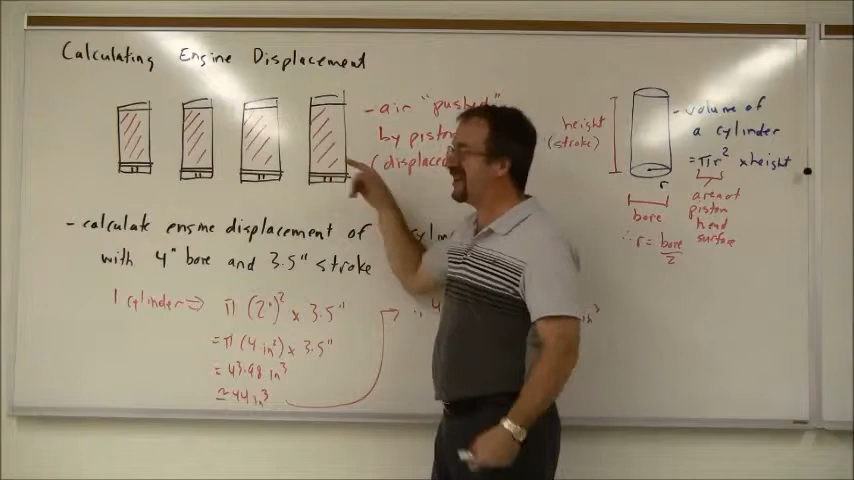 Calculating Engine Displacement
- air "pushed"
by piston
(displace
height
(stroke)
- volume of
a cylinder
= πr² x height
r
bore
area of
piston
head
surface
∴ r = bore
2
- calculate engine displacement of
with 4" bore and 3.5" stroke
1 cylinder ⇒ π (2")² x 3.5"
= π (4 in²) x 3.5"
= 43.98 in³
≅ 44 in³
in³